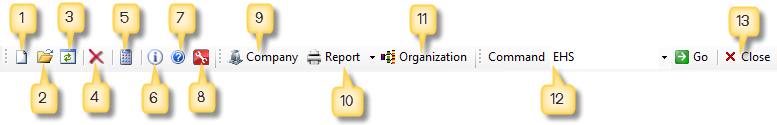 1 3 5 7 9 11 13
Company Report Organization Command EHS Go Close
2 4 6 8 10 12